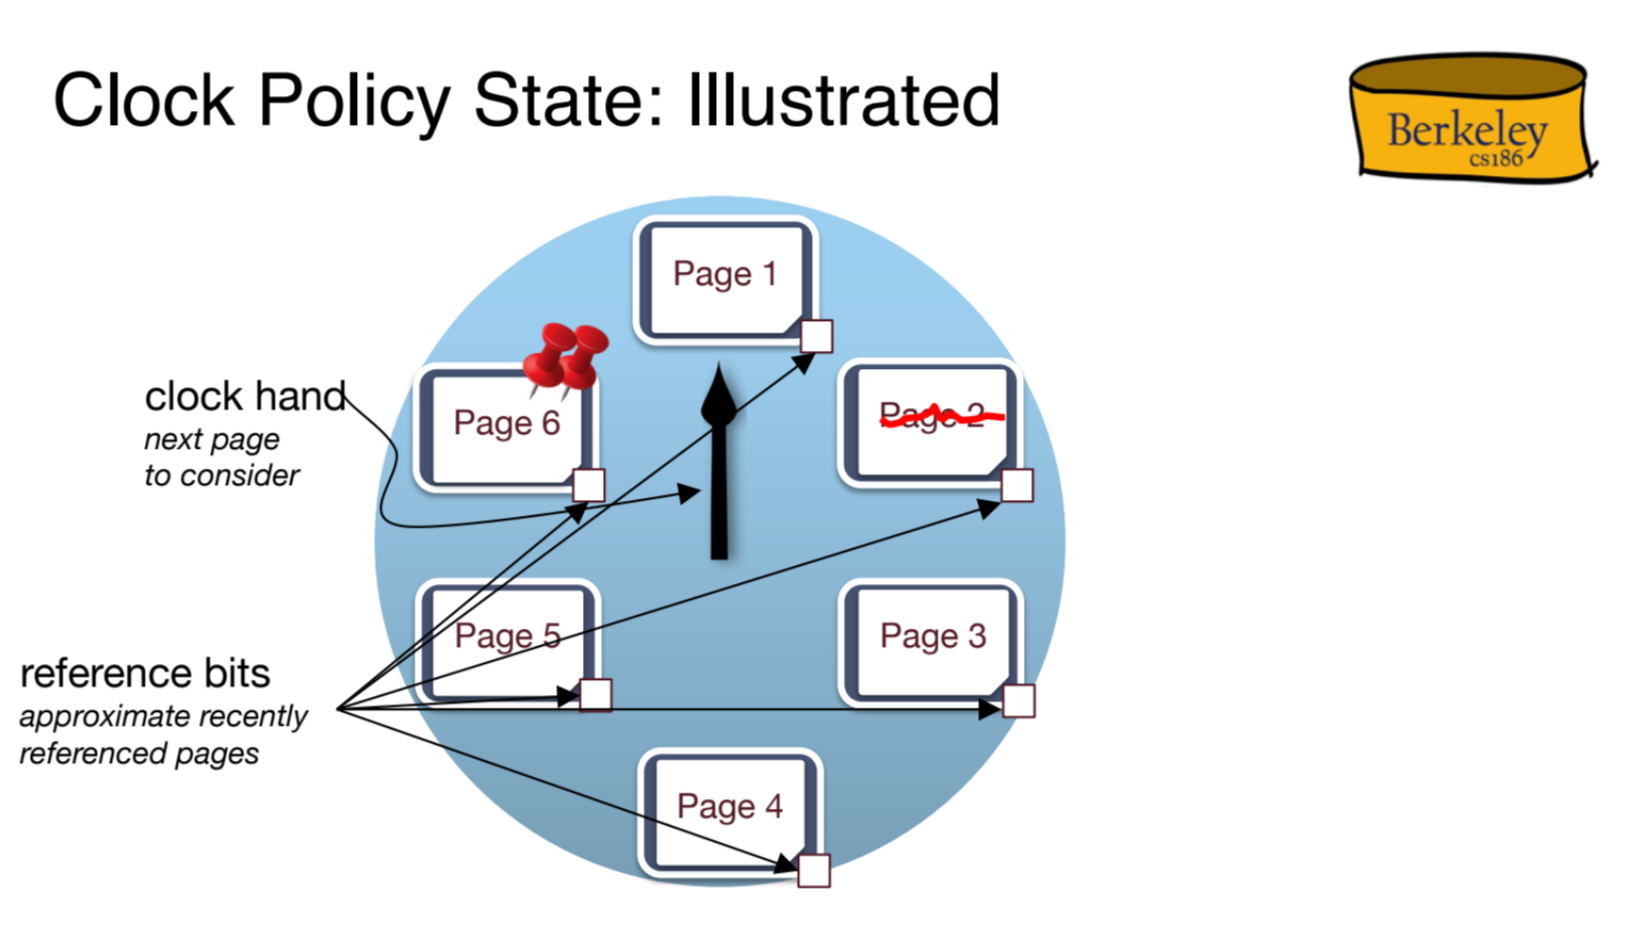 Clock Policy State: Illustrated
Berkeley
cs186
Page 1
clock hand
next page
to consider
Page 6
Page 2
reference bits
approximate recently
referenced pages
Page 5
Page 3
Page 4